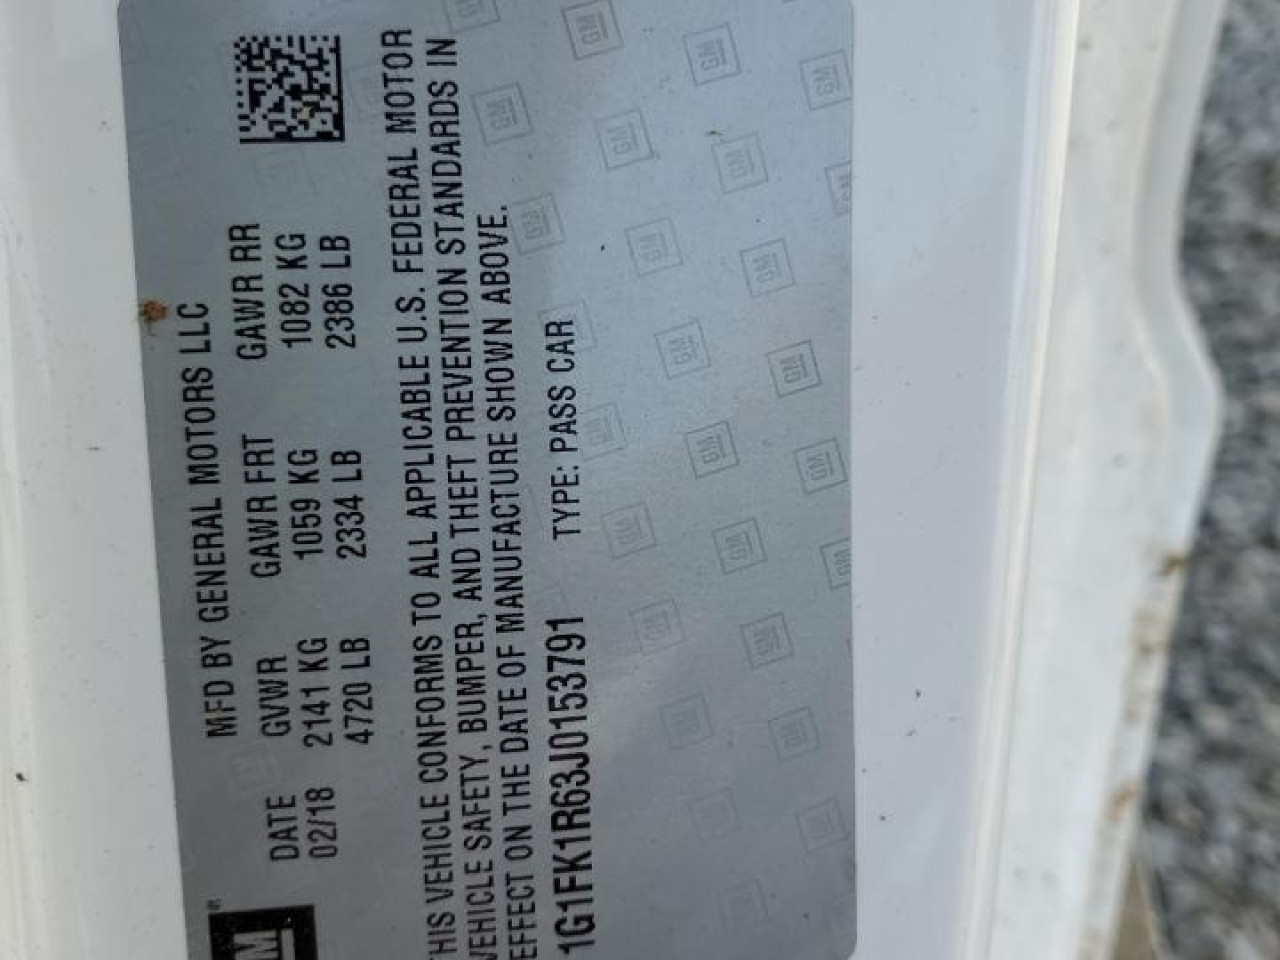 GM
MFD BY GENERAL MOTORS LLC
DATE GVWR GAWR FRT GAWR RR
02/18 2141 KG 1059 KG 1082 KG
4720 LB 2334 LB 2386 LB
THIS VEHICLE CONFORMS TO ALL APPLICABLE U.S. FEDERAL MOTOR
VEHICLE SAFETY, BUMPER, AND THEFT PREVENTION STANDARDS IN
EFFECT ON THE DATE OF MANUFACTURE SHOWN ABOVE.
1G1FK1R63J0153791 TYPE: PASS CAR